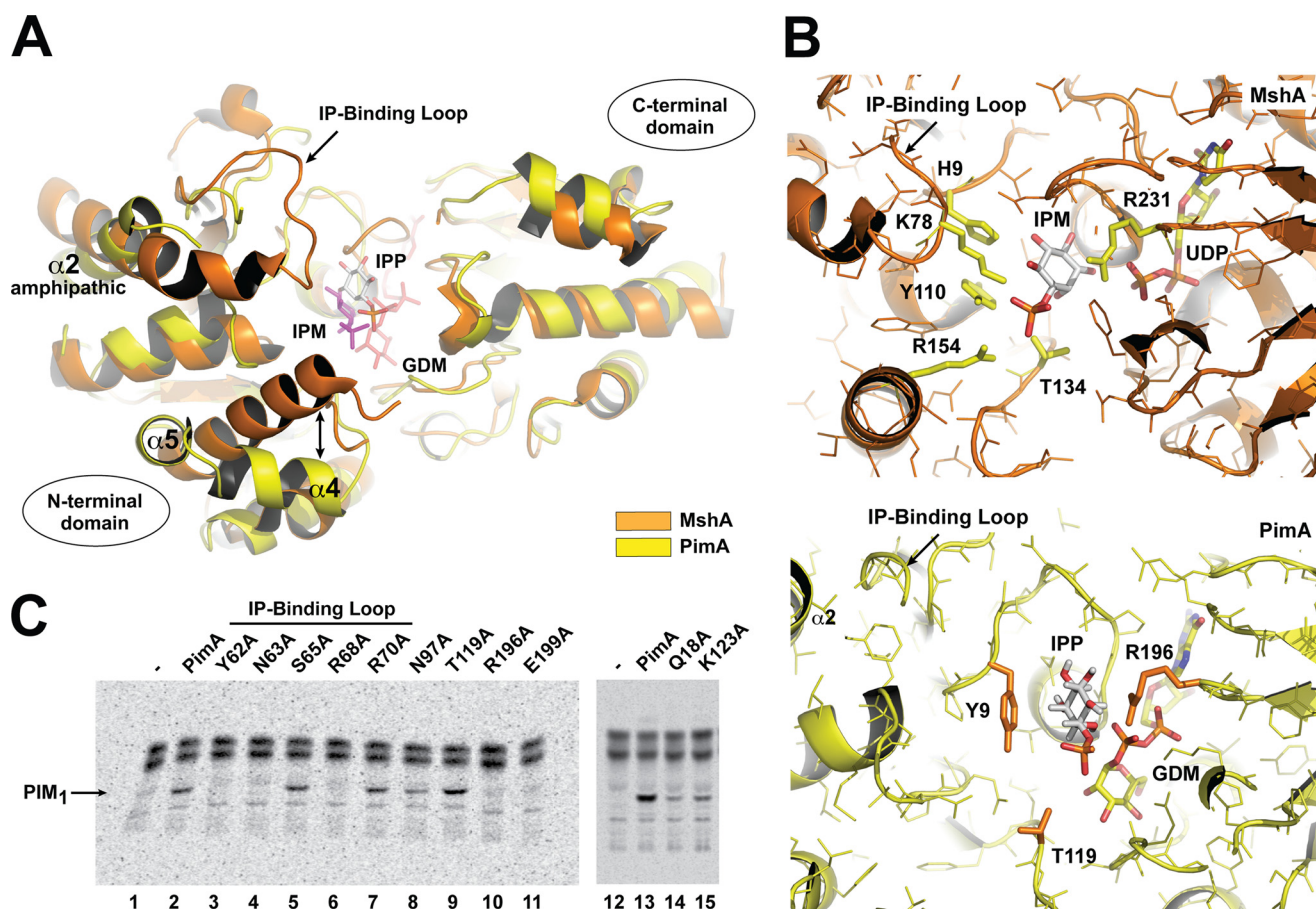 A
IP-Binding Loop
C-terminal
domain
α2
amphipathic
IPP
IPM
GDM
α5
α4
N-terminal
domain
MshA
PimA
B
MshA
IP-Binding Loop
H9
K78
IPM
R231
UDP
Y110
R154
T134
IP-Binding Loop
PimA
α2
IPP
R196
Y9
GDM
T119
C
IP-Binding Loop
- PimA Y62A N63A S65A R68A R70A N97A T119A R196A E199A
- PimA Q18A K123A
PIM1
1 2 3 4 5 6 7 8 9 10 11
12 13 14 15